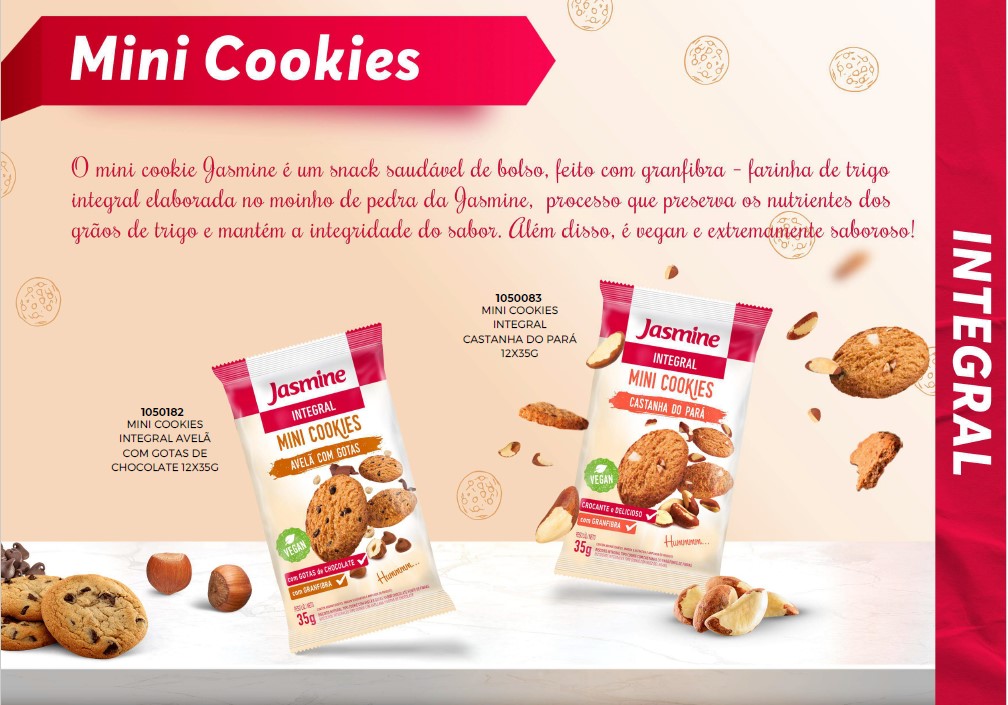 Mini Cookies
O mini cookie Jasmine é um snack saudável de bolso, feito com granfibra - farinha de trigo
integral elaborada no moinho de pedra da Jasmine, processo que preserva os nutrientes dos
grãos de trigo e mantém a integridade do sabor. Além disso, é vegan e extremamente saboroso!
1050182
MINI COOKIES
INTEGRAL AVELÃ
COM GOTAS DE
CHOCOLATE 12X35G
Jasmine
INTEGRAL
MINI COOKIES
AVELÃ COM GOTAS
VEGAN
com GOTAS de CHOCOLATE
com GRANFIBRA
Hummmm...
35g
1050083
MINI COOKIES
INTEGRAL
CASTANHA DO PARÁ
12X35G
Jasmine
INTEGRAL
MINI COOKIES
CASTANHA DO PARÁ
VEGAN
CROCANTE e DELICIOSO
com GRANFIBRA
Hummmm...
35g
INTEGRAL